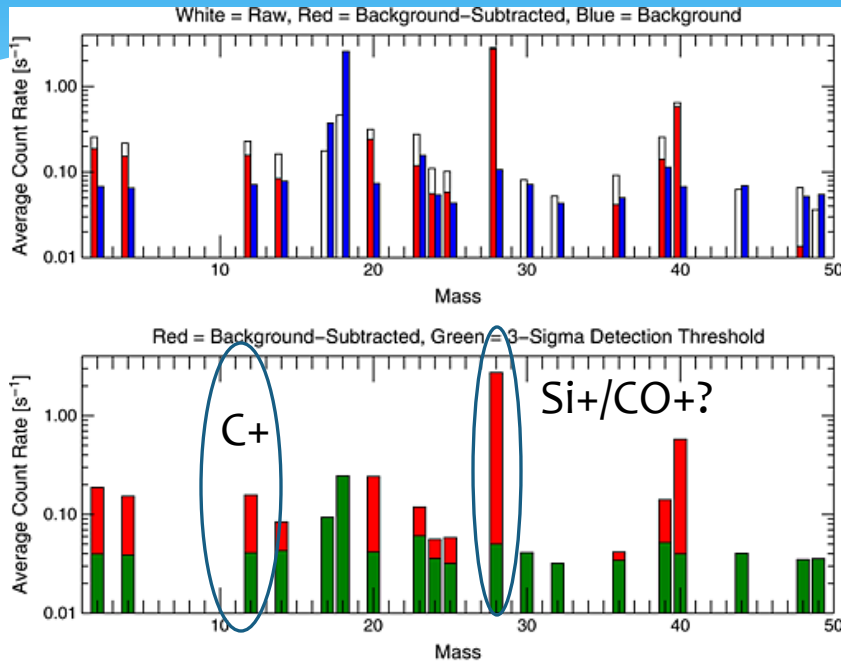 White = Raw, Red = Background−Subtracted, Blue = Background
Average Count Rate [s⁻¹]
1.00
0.10
0.01
10 20 30 40 50
Mass
Red = Background−Subtracted, Green = 3−Sigma Detection Threshold
Average Count Rate [s⁻¹]
1.00
0.10
0.01
C+
Si+/CO+?
10 20 30 40 50
Mass